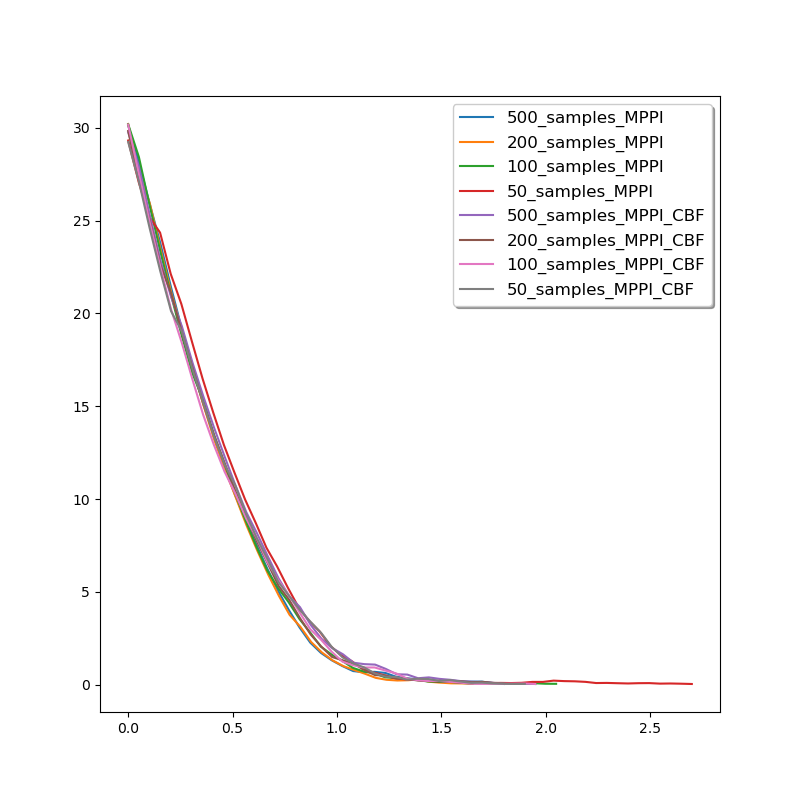 30
25
20
15
10
5
0
0.0 0.5 1.0 1.5 2.0 2.5
500_samples_MPPI
200_samples_MPPI
100_samples_MPPI
50_samples_MPPI
500_samples_MPPI_CBF
200_samples_MPPI_CBF
100_samples_MPPI_CBF
50_samples_MPPI_CBF